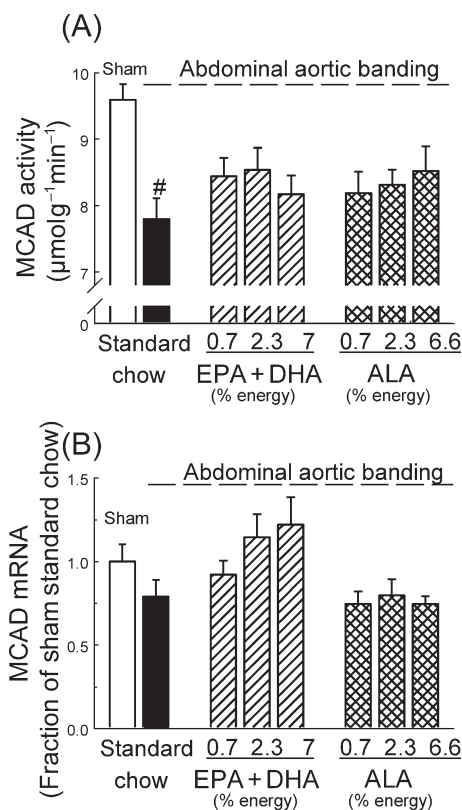 (A)
Sham
Abdominal aortic banding
MCAD activity
(μmolg⁻¹min⁻¹)
10
9
8
7
0
#
Standard
chow
0.7 2.3 7
EPA + DHA
(% energy)
0.7 2.3 6.6
ALA
(% energy)
(B)
Sham
Abdominal aortic banding
MCAD mRNA
(Fraction of sham standard chow)
1.5
1.0
0.75
0.0
Standard
chow
0.7 2.3 7
EPA + DHA
(% energy)
0.7 2.3 6.6
ALA
(% energy)